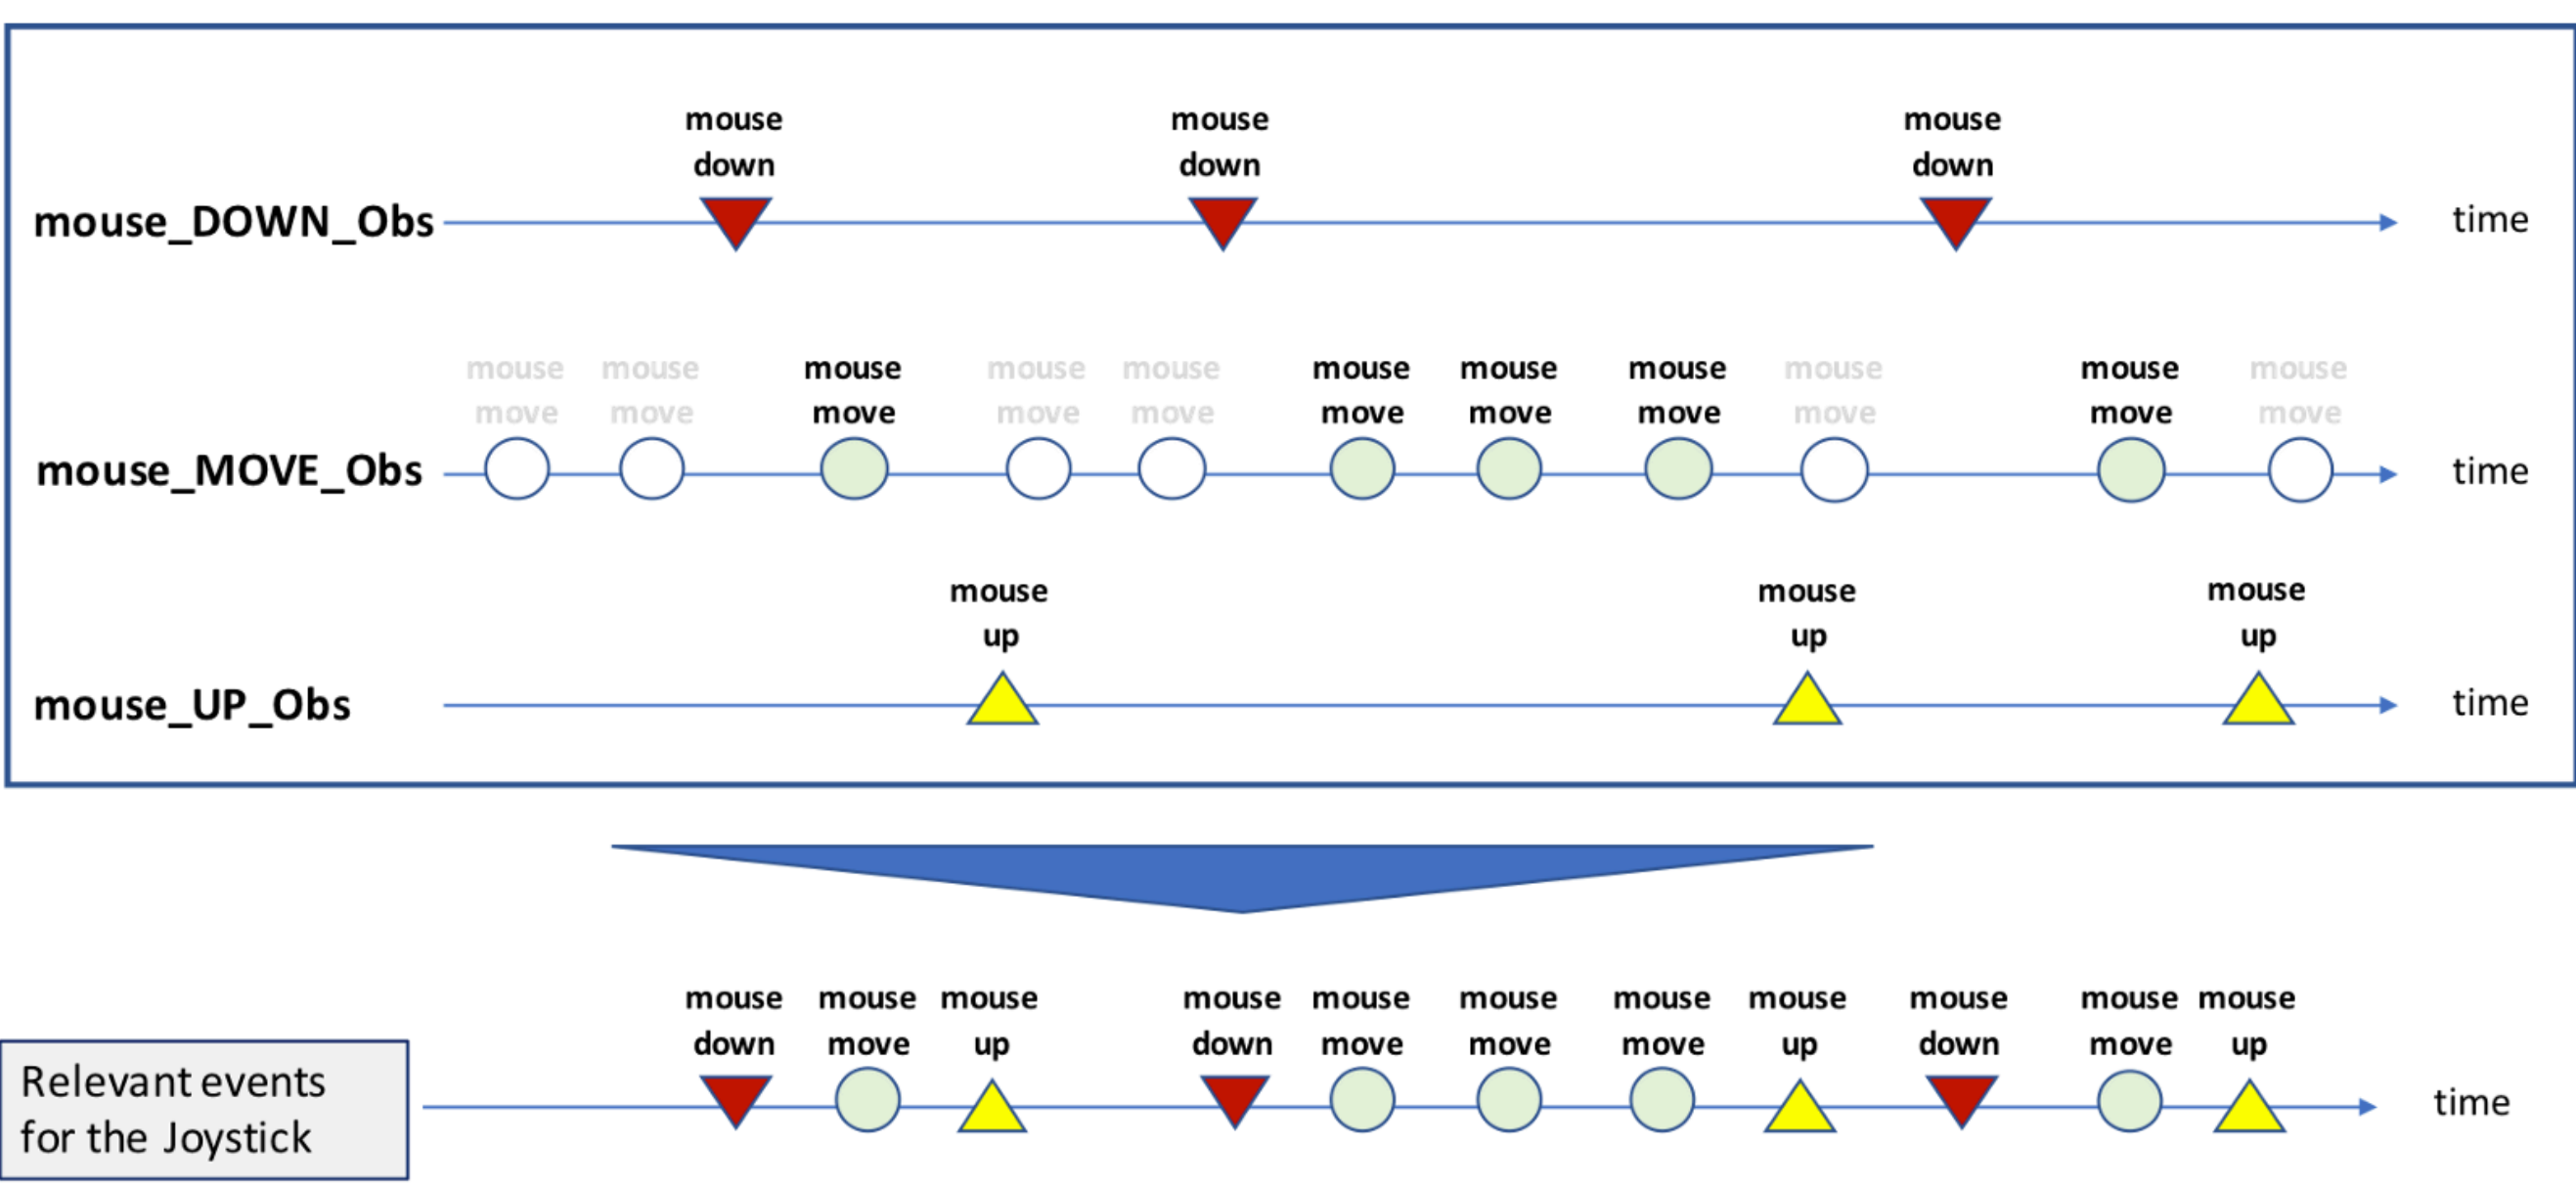 mouse mouse mouse
down down down
mouse_DOWN_Obs time
mouse mouse mouse mouse mouse mouse mouse mouse mouse mouse mouse
move move move move move move move move move move move
mouse_MOVE_Obs time
mouse mouse mouse
up up up
mouse_UP_Obs time
mouse mouse mouse mouse mouse mouse mouse mouse mouse mouse mouse
down move up down move move move up down move up
Relevant events
for the Joystick
time